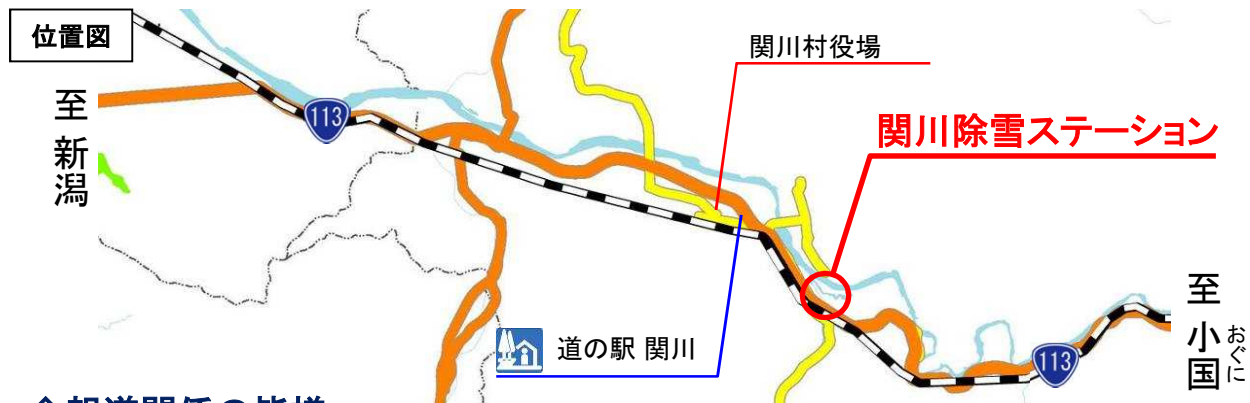 位置図
関川村役場
至 新潟
113
関川除雪ステーション
道の駅 関川
至 小国
おぐに
113